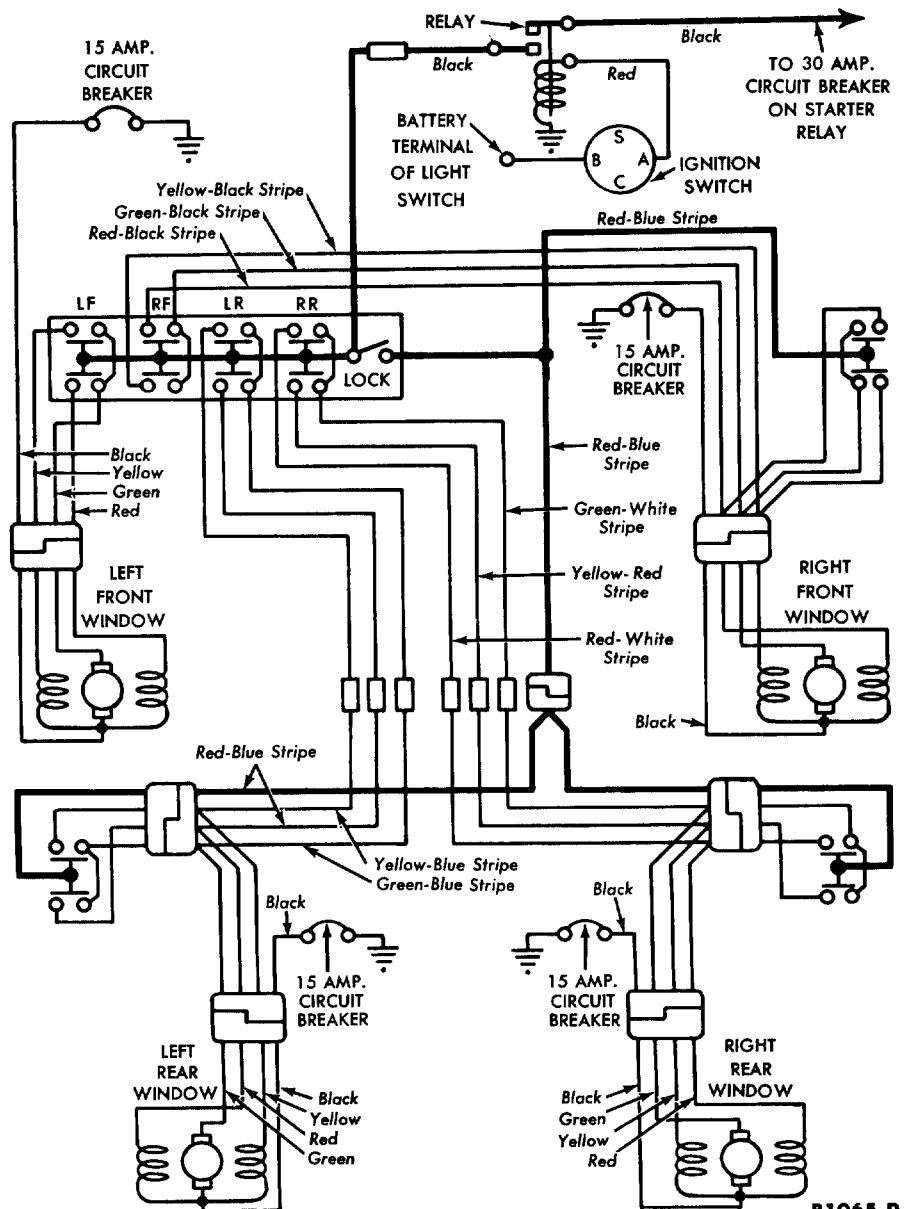 RELAY
Black
TO 30 AMP.
CIRCUIT BREAKER
ON STARTER
RELAY
15 AMP.
CIRCUIT
BREAKER
Black
Red
BATTERY
TERMINAL
OF LIGHT
SWITCH
S
B
A
C
IGNITION
SWITCH
Yellow-Black Stripe
Green-Black Stripe
Red-Black Stripe
Red-Blue Stripe
LF
RF
LR
RR
LOCK
15 AMP.
CIRCUIT
BREAKER
Black
Yellow
Green
Red
Red-Blue
Stripe
Green-White
Stripe
Yellow-Red
Stripe
Red-White
Stripe
LEFT
FRONT
WINDOW
RIGHT
FRONT
WINDOW
Black
Red-Blue Stripe
Yellow-Blue Stripe
Green-Blue Stripe
Black
15 AMP.
CIRCUIT
BREAKER
Black
15 AMP.
CIRCUIT
BREAKER
LEFT
REAR
WINDOW
Black
Yellow
Red
Green
RIGHT
REAR
WINDOW
Black
Green
Yellow
Red